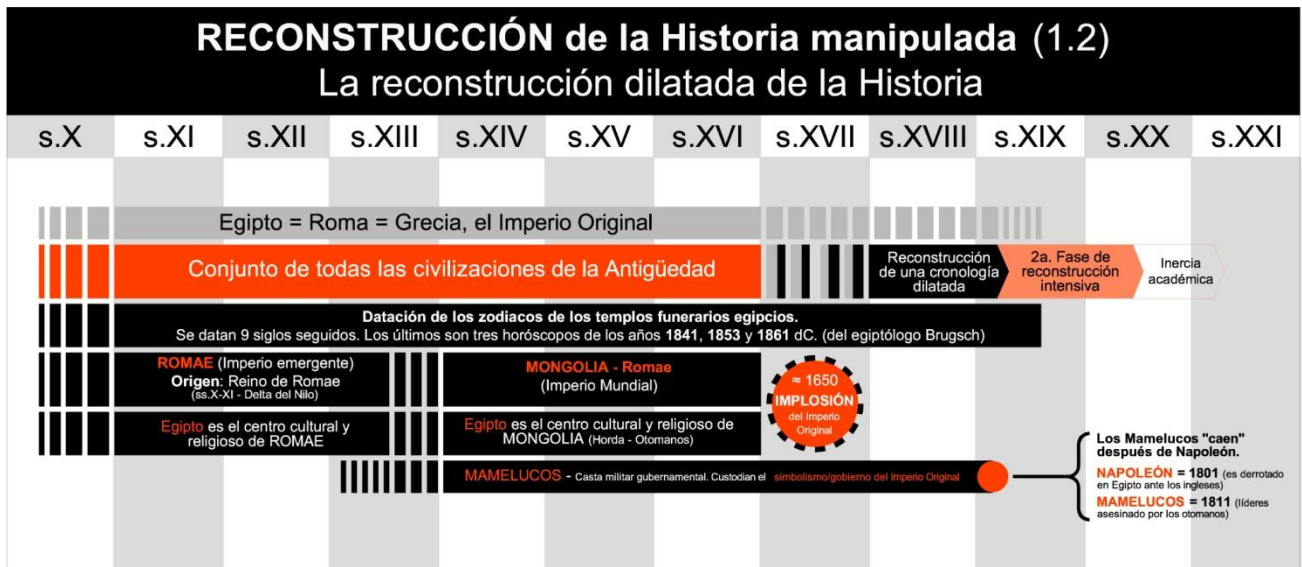 RECONSTRUCCIÓN de la Historia manipulada (1.2)
La reconstrucción dilatada de la Historia
s.X s.XI s.XII s.XIII s.XIV s.XV s.XVI s.XVII s.XVIII s.XIX s.XX s.XXI
Egipto = Roma = Grecia, el Imperio Original
Conjunto de todas las civilizaciones de la Antigüedad
Reconstrucción
de una cronología
dilatada
2a. Fase de
reconstrucción
intensiva
Inercia
académica
Datación de los zodiacos de los templos funerarios egipcios.
Se datan 9 siglos seguidos. Los últimos son tres horóscopos de los años 1841, 1853 y 1861 dC. (del egiptólogo Brugsch)
ROMAE (Imperio emergente)
Origen: Reino de Romae
(ss.X-XI - Delta del Nilo)
MONGOLIA - Romae
(Imperio Mundial)
≈ 1650
IMPLOSIÓN
del Imperio
Original
Egipto es el centro cultural y
religioso de ROMAE
Egipto es el centro cultural y religioso de
MONGOLIA (Horda - Otomanos)
MAMELUCOS - Casta militar gubernamental. Custodian el simbolismo/gobierno del Imperio Original
Los Mamelucos "caen"
después de Napoleón.
NAPOLEÓN = 1801 (es derrotado
en Egipto ante los ingleses)
MAMELUCOS = 1811 (líderes
asesinado por los otomanos)